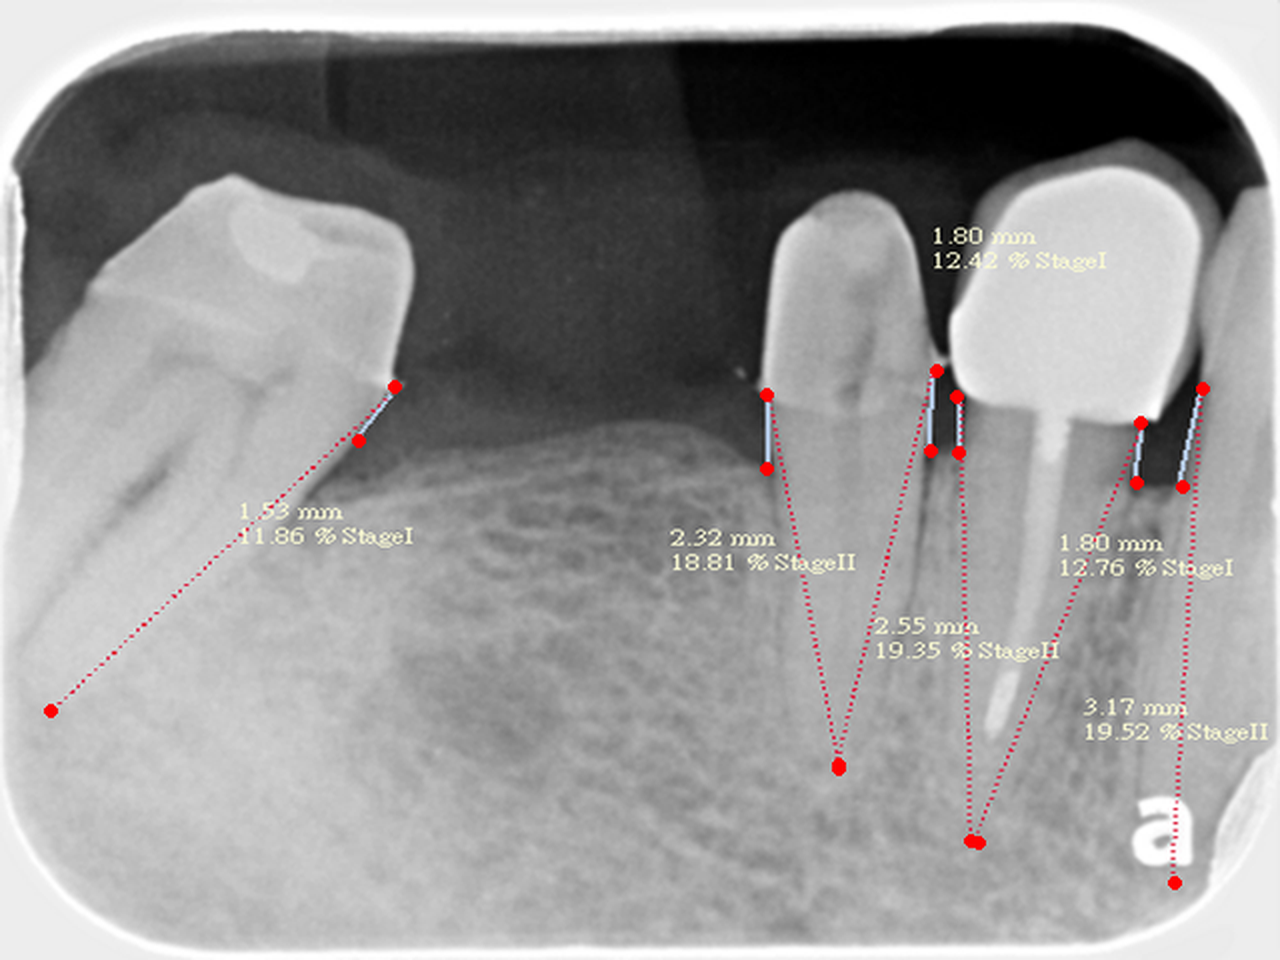 1.80 mm
12.42 % StageI
1.53 mm
11.86 % StageI
2.32 mm
18.81 % StageII
1.80 mm
12.76 % StageI
2.55 mm
19.35 % StageII
3.17 mm
19.52 % StageII
a